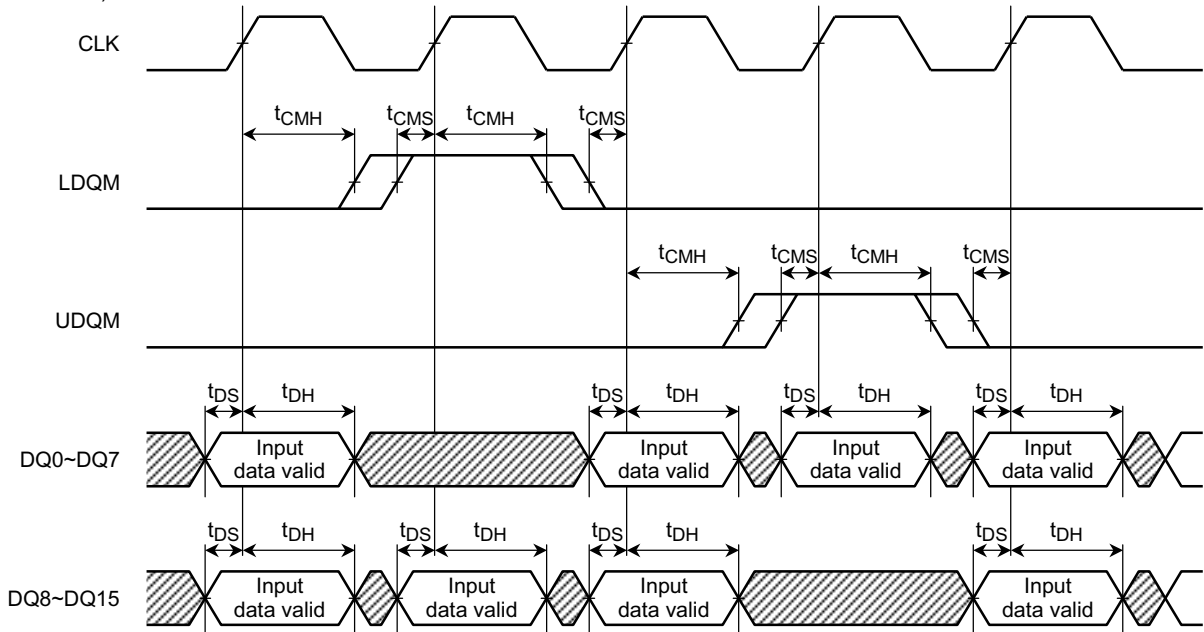 CLK
tCMH tCMS tCMH tCMS
LDQM
tCMH tCMS tCMH tCMS
UDQM
tDS tDH tDS tDH tDS tDH tDS tDH
DQ0~DQ7
Input data valid Input data valid Input data valid Input data valid
tDS tDH tDS tDH tDS tDH tDS tDH
DQ8~DQ15
Input data valid Input data valid Input data valid Input data valid